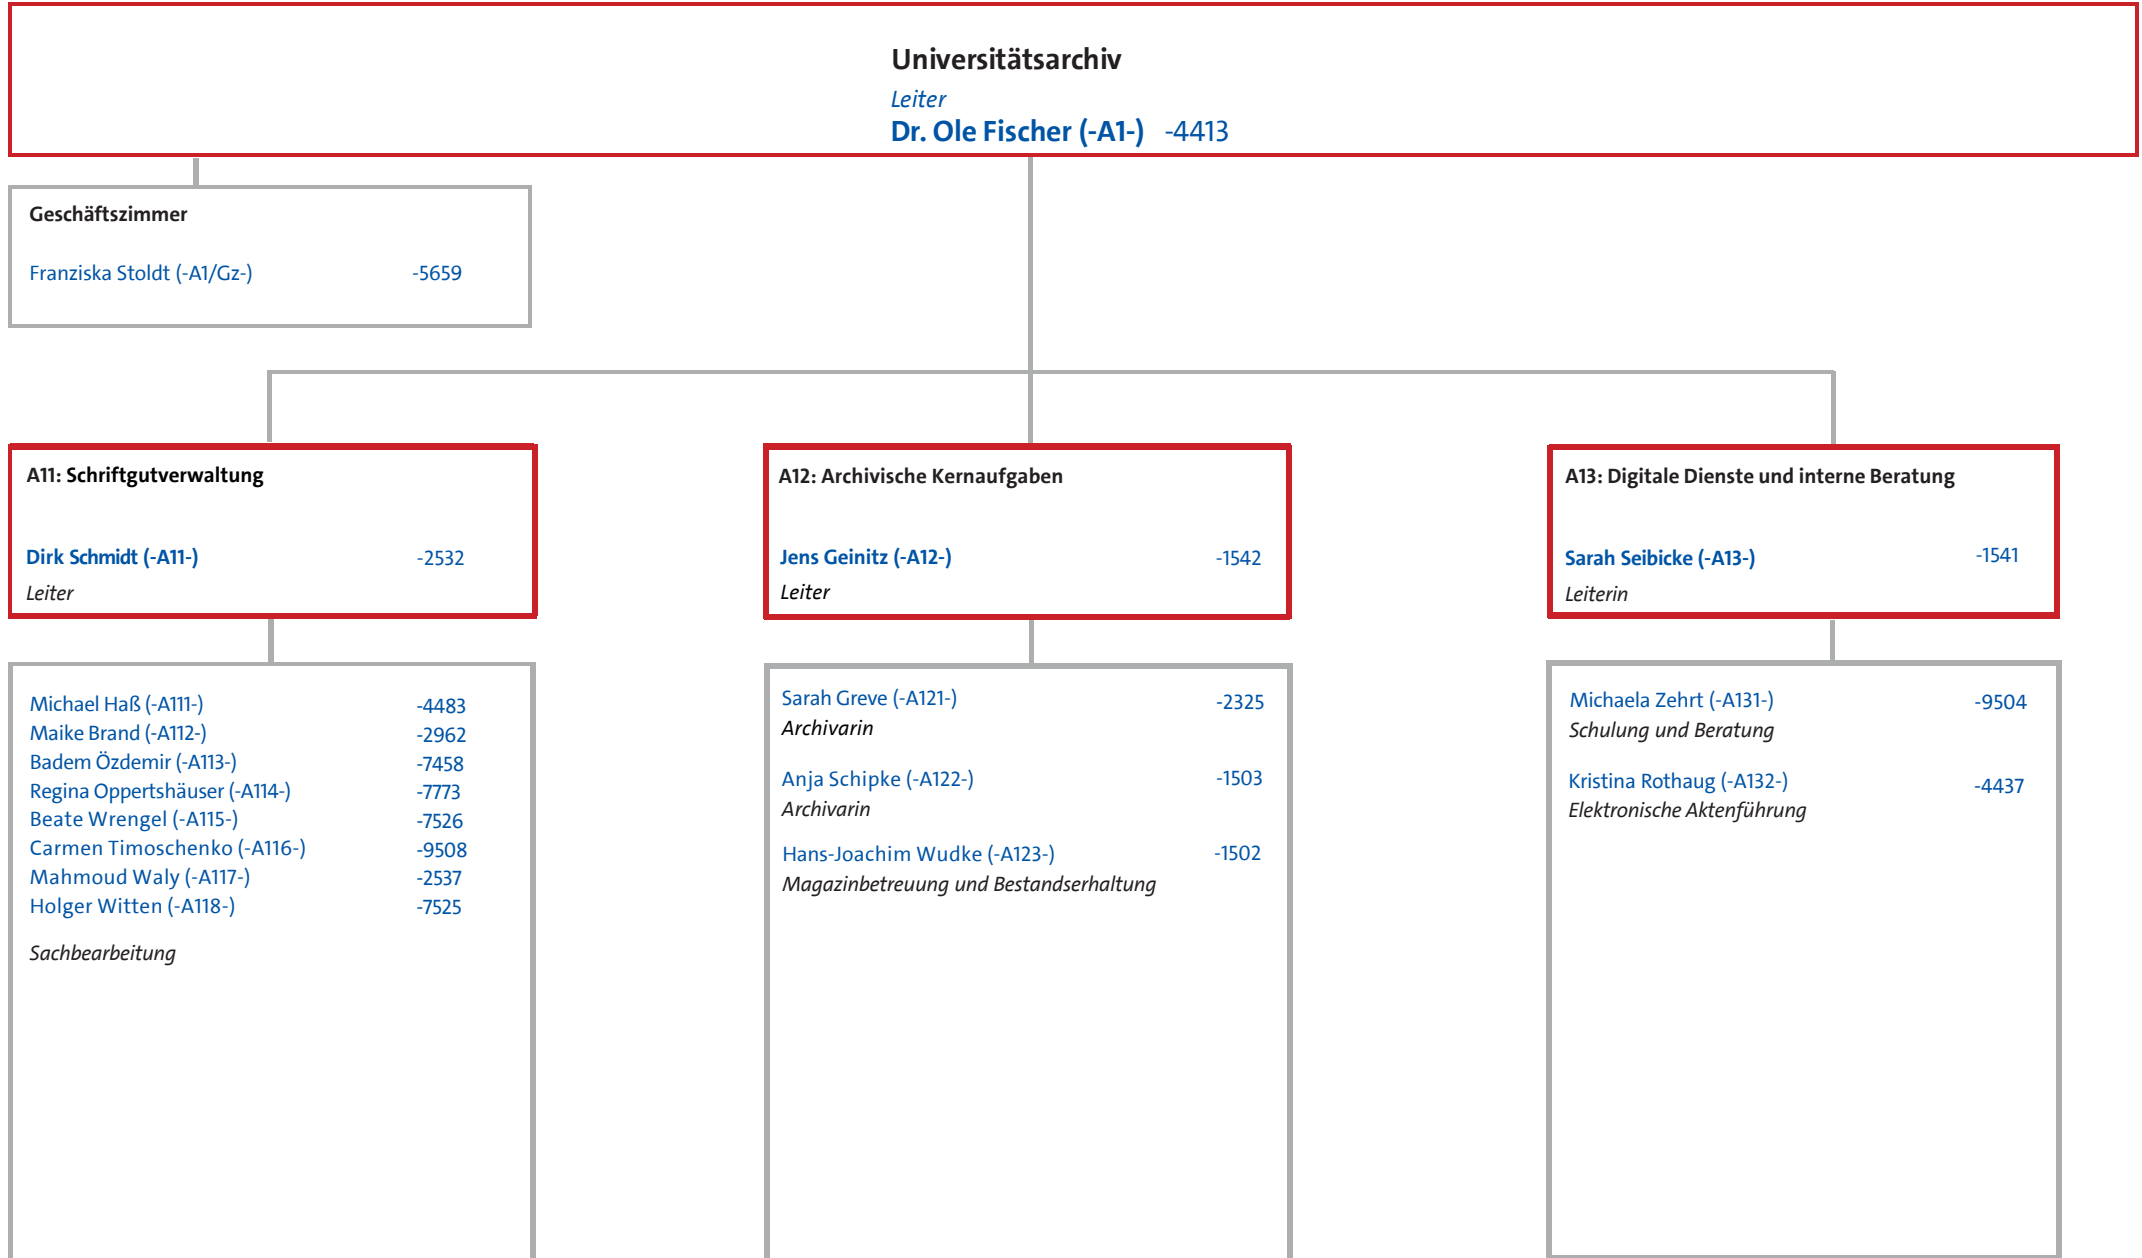 Universitätsarchiv
Leiter
Dr. Ole Fischer (-A1-) -4413
Geschäftszimmer
Franziska Stoldt (-A1/Gz-) -5659
A11: Schriftgutverwaltung
Dirk Schmidt (-A11-) -2532
Leiter
Michael Haß (-A111-) -4483
Maike Brand (-A112-) -2962
Badem Özdemir (-A113-) -7458
Regina Oppertshäuser (-A114-) -7773
Beate Wrengel (-A115-) -7526
Carmen Timoschenko (-A116-) -9508
Mahmoud Waly (-A117-) -2537
Holger Witten (-A118-) -7525
Sachbearbeitung
A12: Archivische Kernaufgaben
Jens Geinitz (-A12-) -1542
Leiter
Sarah Greve (-A121-) -2325
Archivarin
Anja Schipke (-A122-) -1503
Archivarin
Hans-Joachim Wudke (-A123-) -1502
Magazinbetreuung und Bestandserhaltung
A13: Digitale Dienste und interne Beratung
Sarah Seibicke (-A13-) -1541
Leiterin
Michaela Zehrt (-A131-) -9504
Schulung und Beratung
Kristina Rothaug (-A132-) -4437
Elektronische Aktenführung